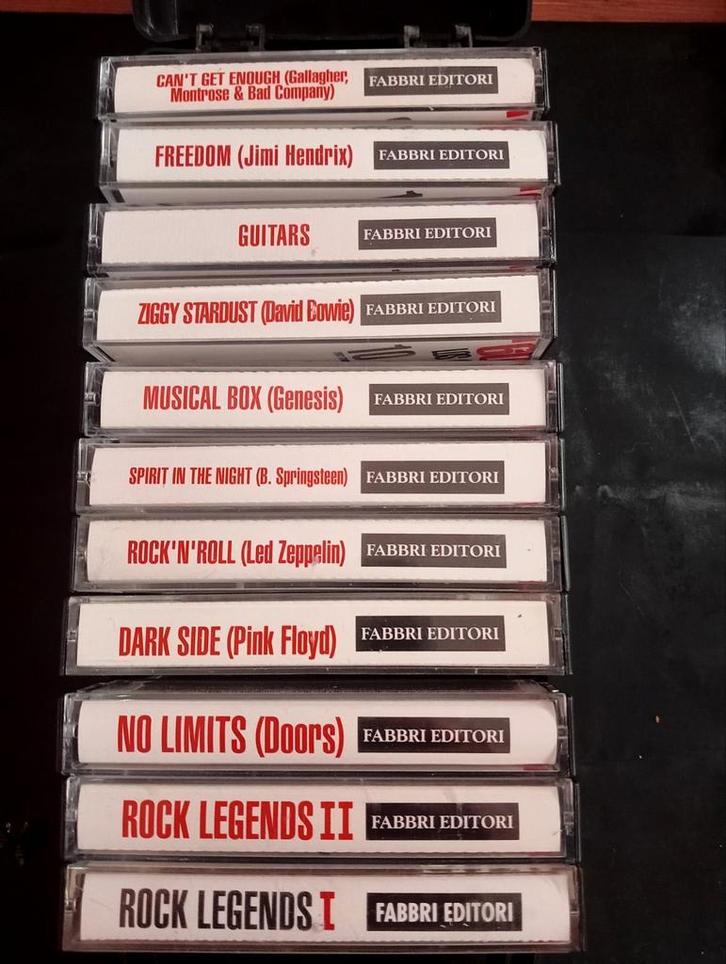 CAN'T GET ENOUGH (Gallagher,
Montrose & Bad Company)
FABBRI EDITORI
FREEDOM (Jimi Hendrix)
FABBRI EDITORI
GUITARS
FABBRI EDITORI
ZIGGY STARDUST (David Bowie)
FABBRI EDITORI
10
MUSICAL BOX (Genesis)
FABBRI EDITORI
SPIRIT IN THE NIGHT (B. Springsteen)
FABBRI EDITORI
ROCK'N'ROLL (Led Zeppelin)
FABBRI EDITORI
DARK SIDE (Pink Floyd)
FABBRI EDITORI
NO LIMITS (Doors)
FABBRI EDITORI
ROCK LEGENDS II
FABBRI EDITORI
ROCK LEGENDS I
FABBRI EDITORI